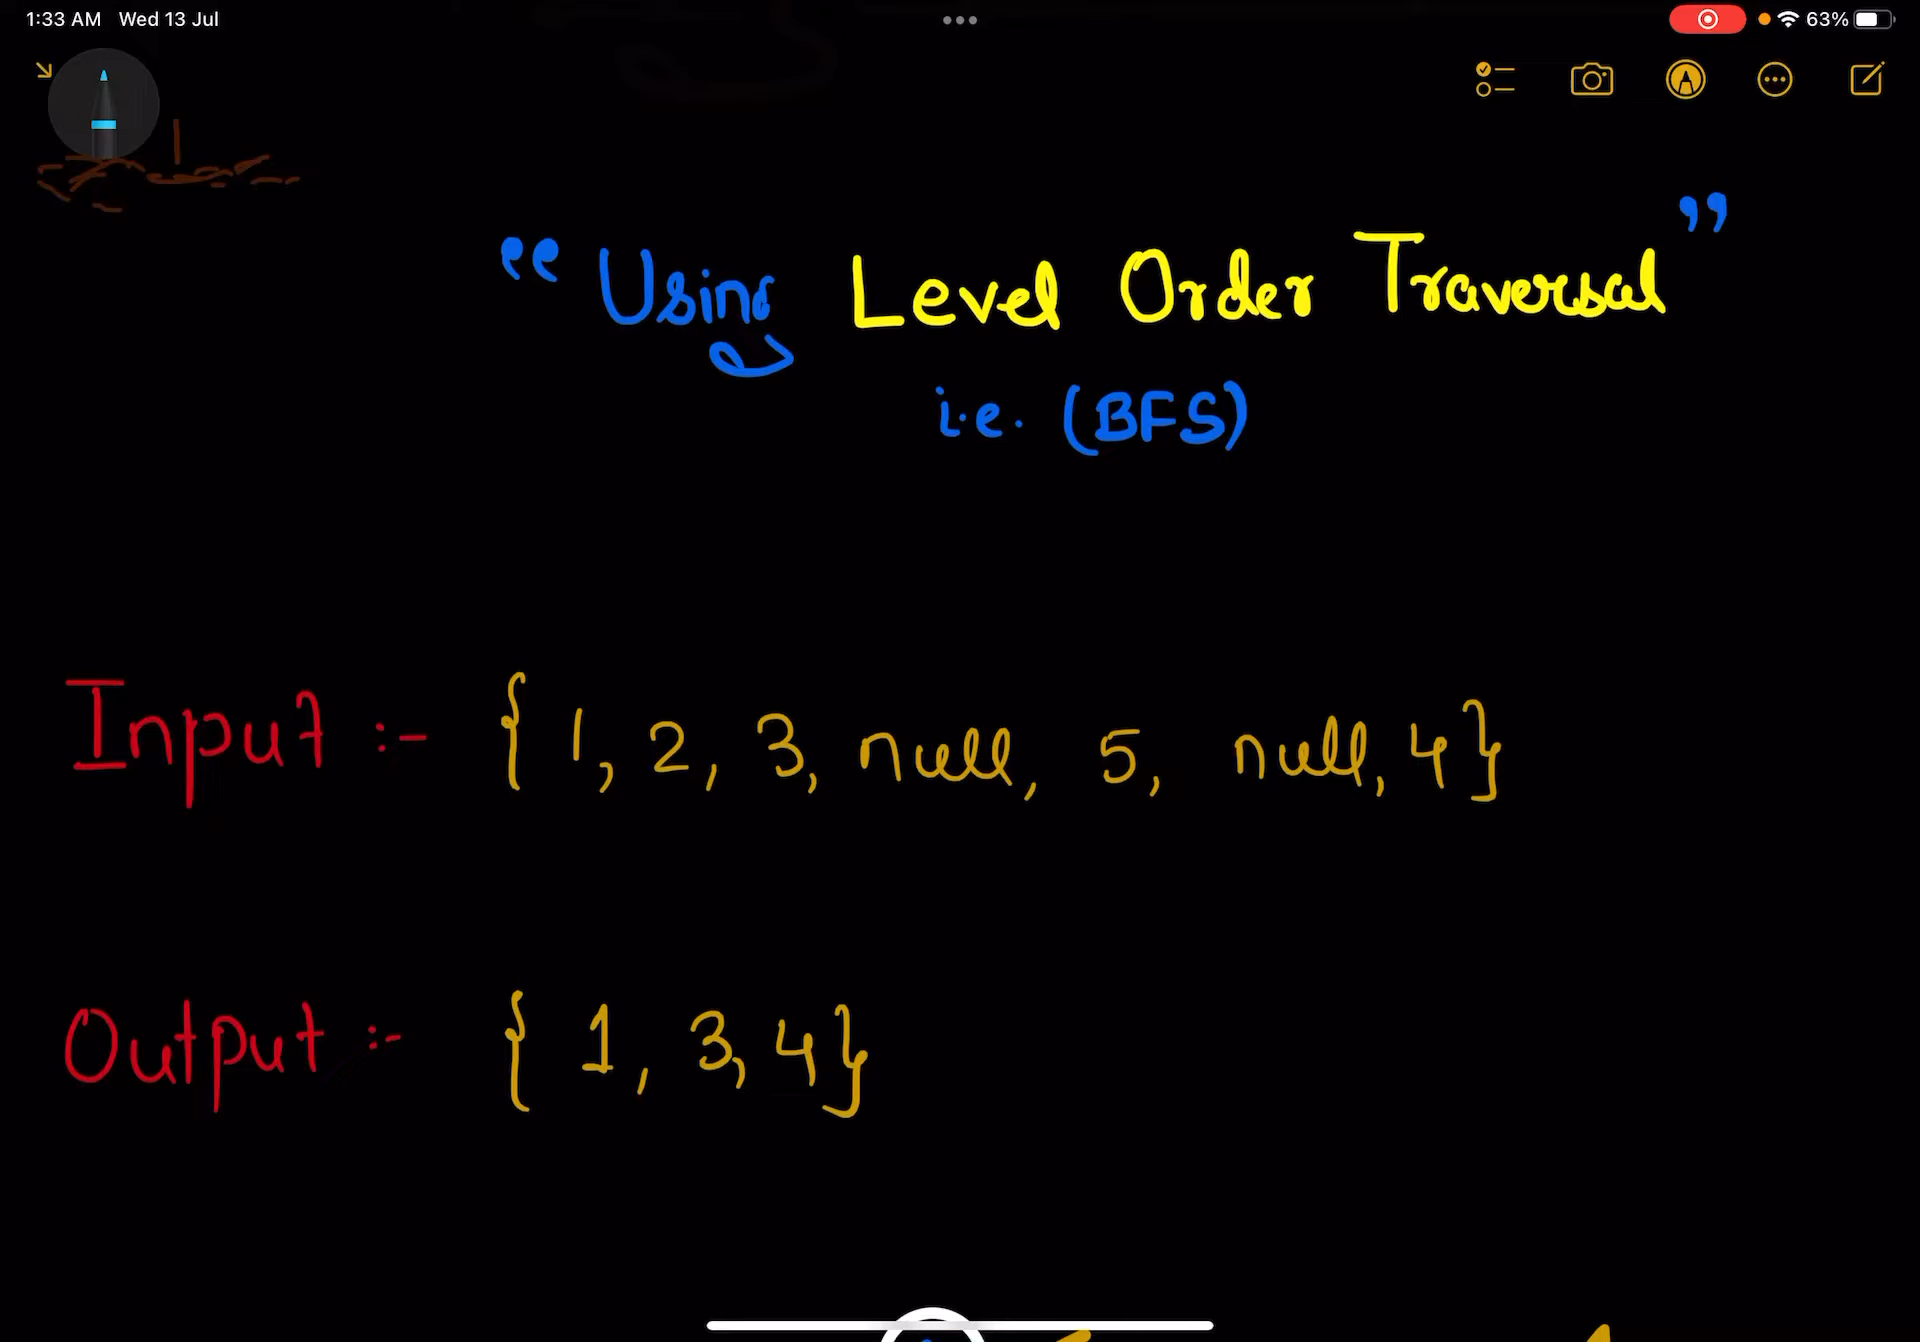 1:33 AM Wed 13 Jul
63%
“Using Level Order Traversal”
i.e. (BFS)
Input :- { 1, 2, 3, null, 5, null, 4}
Output :- { 1, 3, 4}